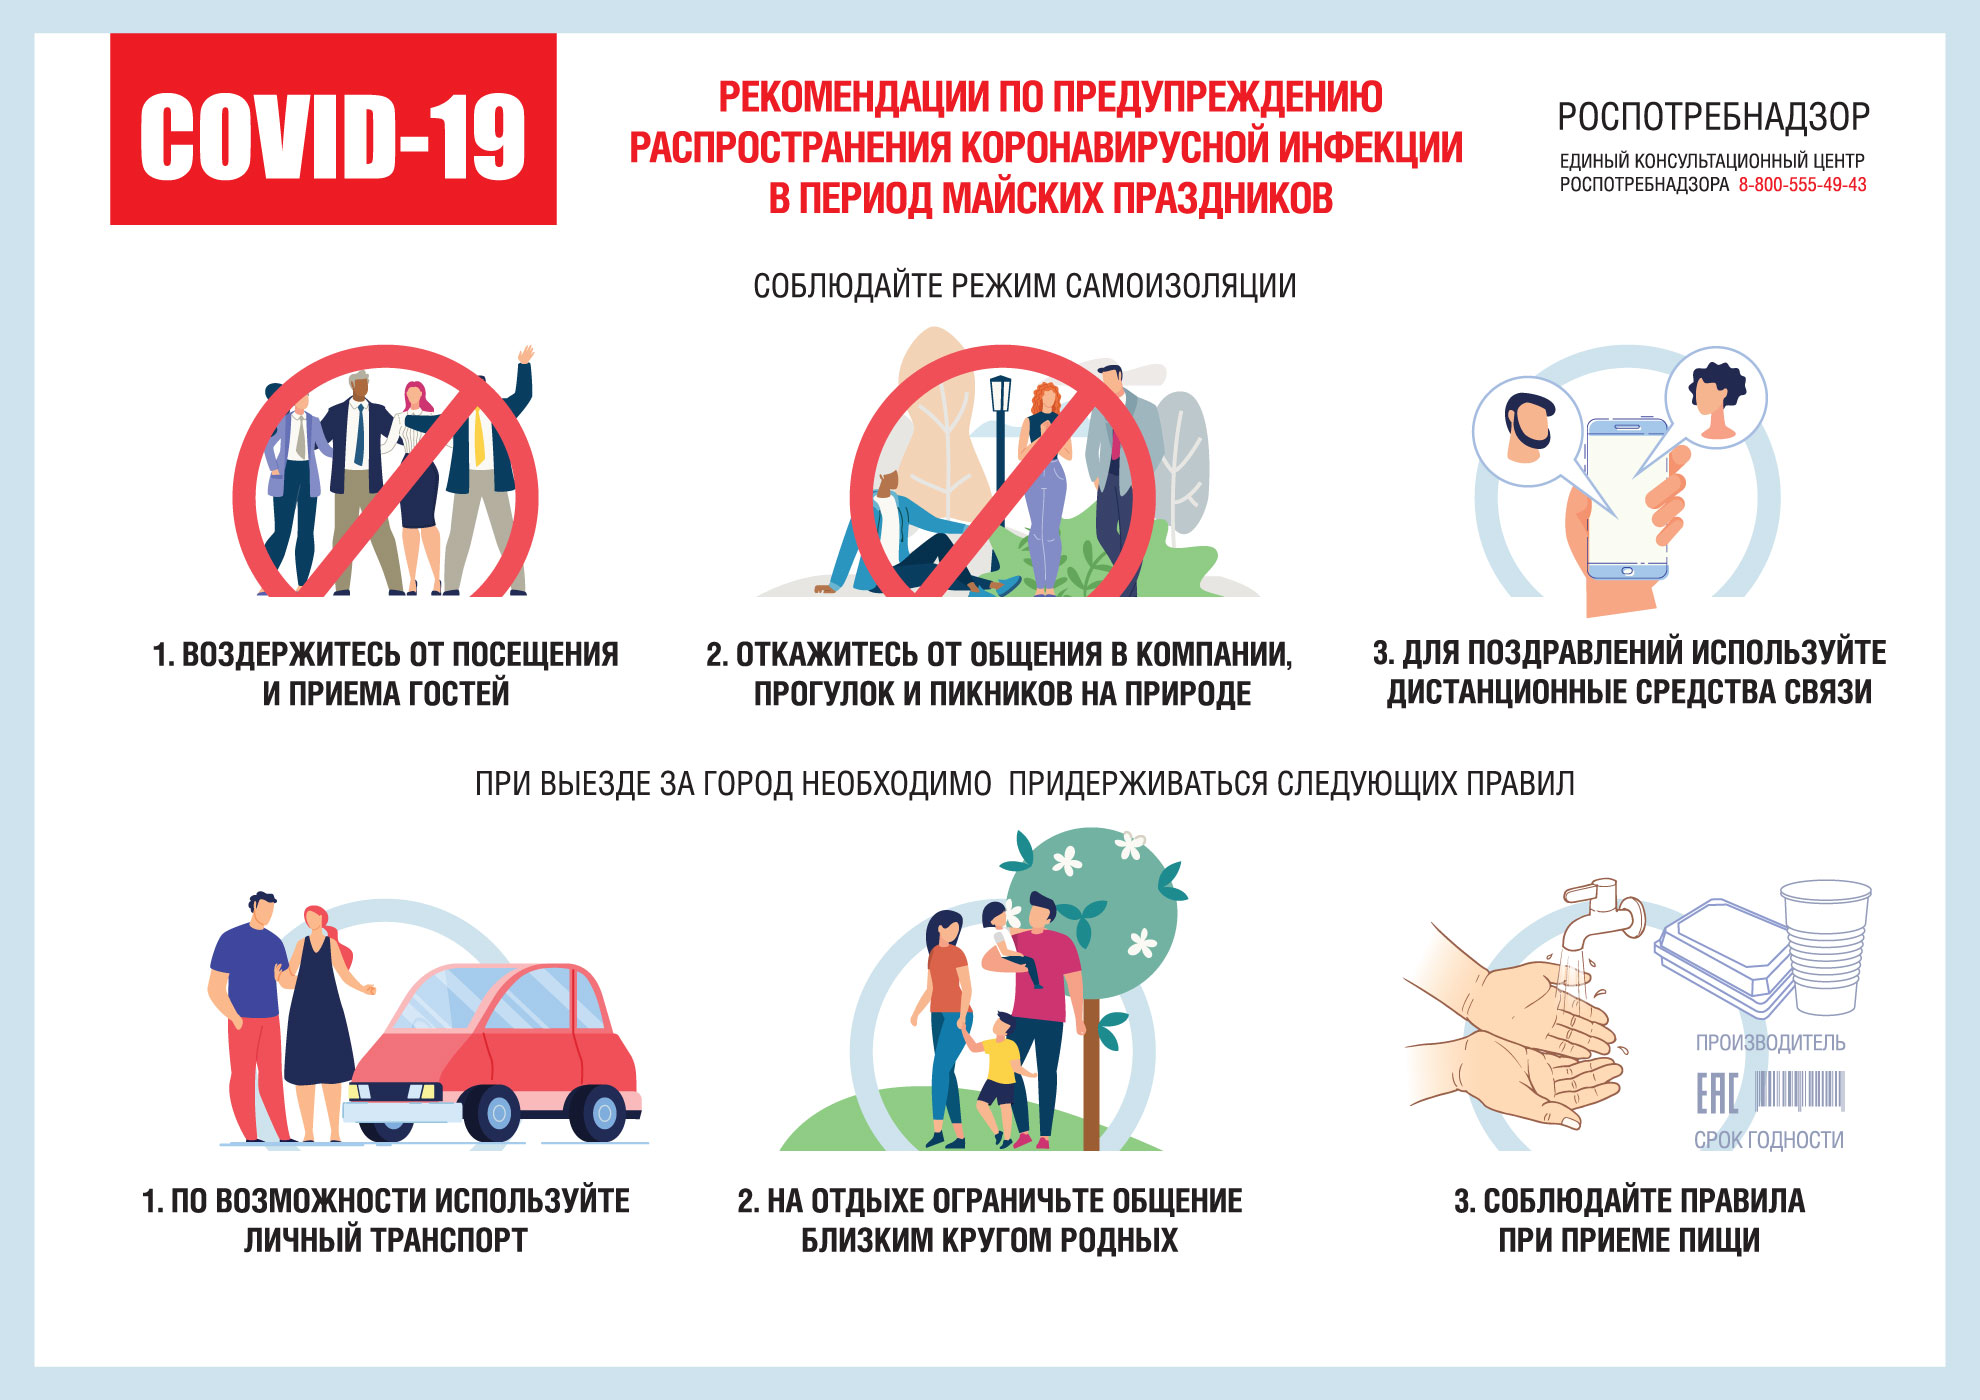 COVID-19
РЕКОМЕНДАЦИИ ПО ПРЕДУПРЕЖДЕНИЮ
РАСПРОСТРАНЕНИЯ КОРОНАВИРУСНОЙ ИНФЕКЦИИ
В ПЕРИОД МАЙСКИХ ПРАЗДНИКОВ
РОСПОТРЕБНАДЗОР
ЕДИНЫЙ КОНСУЛЬТАЦИОННЫЙ ЦЕНТР
РОСПОТРЕБНАДЗОРА 8-800-555-49-43
СОБЛЮДАЙТЕ РЕЖИМ САМОИЗОЛЯЦИИ
1. ВОЗДЕРЖИТЕСЬ ОТ ПОСЕЩЕНИЯ
И ПРИЕМА ГОСТЕЙ
2. ОТКАЖИТЕСЬ ОТ ОБЩЕНИЯ В КОМПАНИИ,
ПРОГУЛОК И ПИКНИКОВ НА ПРИРОДЕ
3. ДЛЯ ПОЗДРАВЛЕНИЙ ИСПОЛЬЗУЙТЕ
ДИСТАНЦИОННЫЕ СРЕДСТВА СВЯЗИ
ПРИ ВЫЕЗДЕ ЗА ГОРОД НЕОБХОДИМО ПРИДЕРЖИВАТЬСЯ СЛЕДУЮЩИХ ПРАВИЛ
ПРОИЗВОДИТЕЛЬ
EAC
СРОК ГОДНОСТИ
1. ПО ВОЗМОЖНОСТИ ИСПОЛЬЗУЙТЕ
ЛИЧНЫЙ ТРАНСПОРТ
2. НА ОТДЫХЕ ОГРАНИЧЬТЕ ОБЩЕНИЕ
БЛИЗКИМ КРУГОМ РОДНЫХ
3. СОБЛЮДАЙТЕ ПРАВИЛА
ПРИ ПРИЕМЕ ПИЩИ